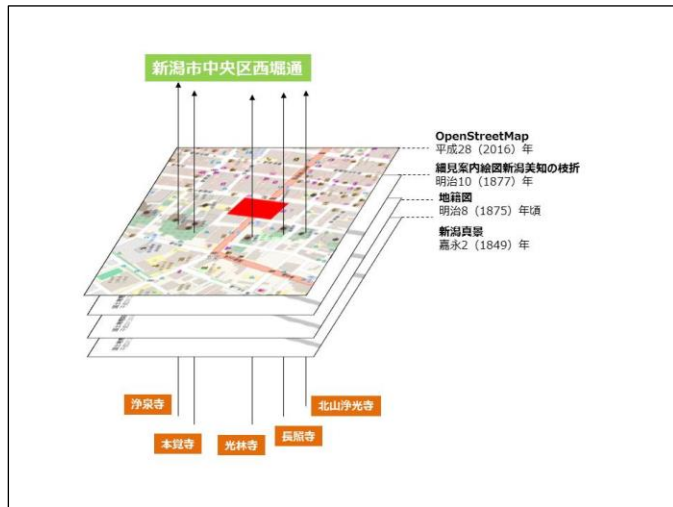 新潟市中央区西堀通
OpenStreetMap
平成28（2016）年
細見案内絵図新潟美知の枝折
明治10（1877）年
地籍図
明治8（1875）年頃
新潟真景
嘉永2（1849）年
浄泉寺
本覚寺
光林寺
長照寺
北山浄光寺